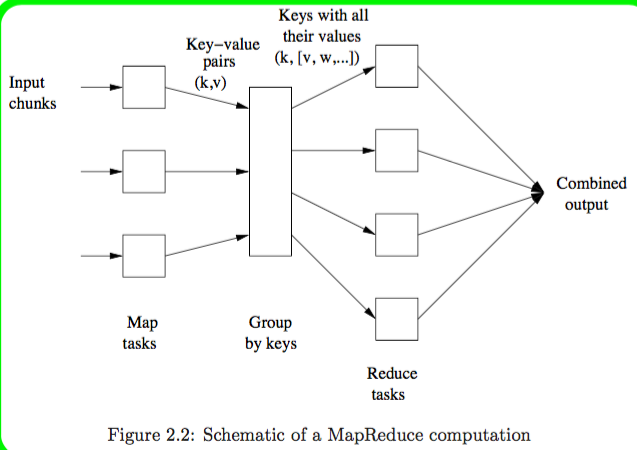 Keys with all
their values
(k, [v, w,...])
Key−value
pairs
(k,v)
Input
chunks
Combined
output
Map
tasks
Group
by keys
Reduce
tasks
Figure 2.2: Schematic of a MapReduce computation